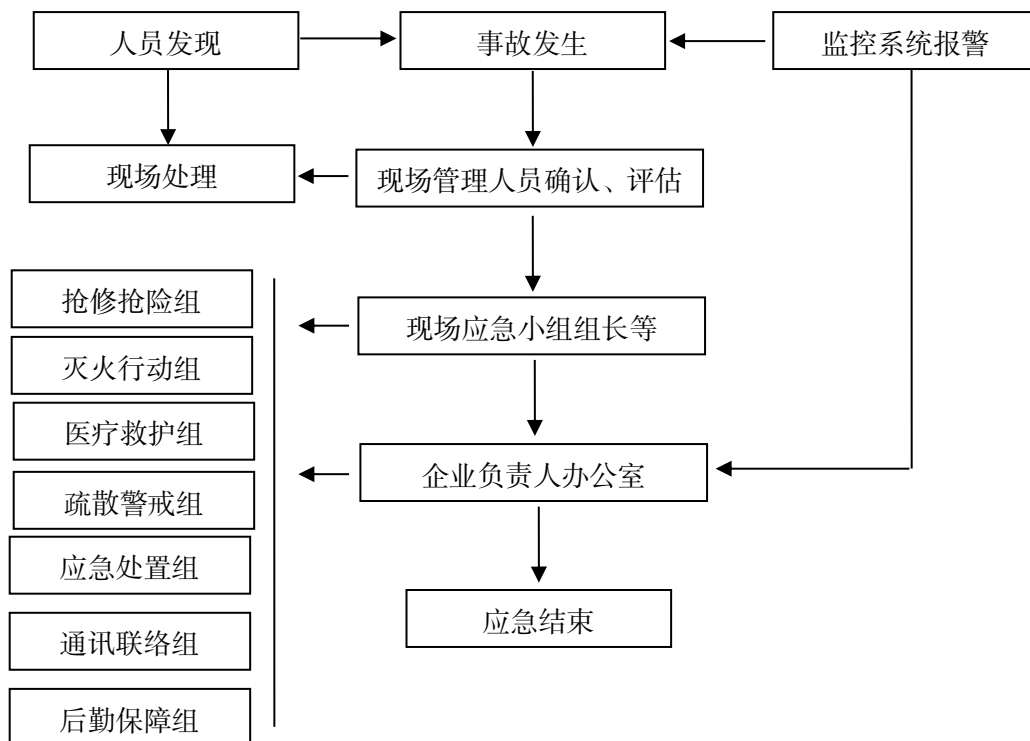 人员发现
事故发生
监控系统报警
现场处理
现场管理人员确认、评估
抢修抢险组
现场应急小组组长等
灭火行动组
医疗救护组
企业负责人办公室
疏散警戒组
应急处置组
应急结束
通讯联络组
后勤保障组